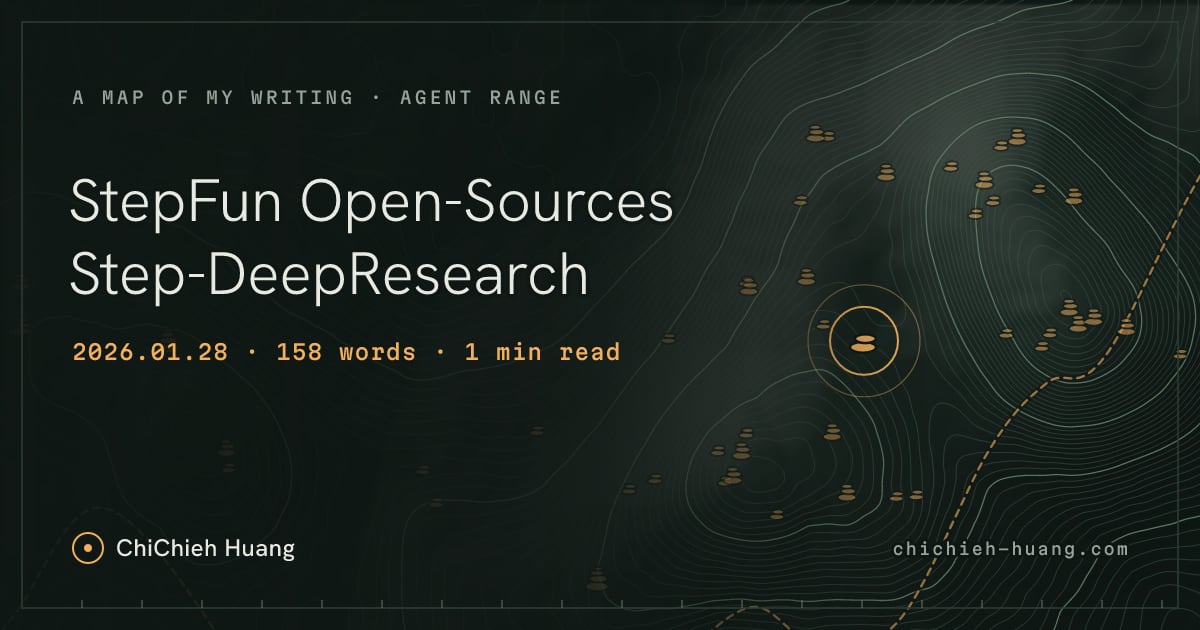 A MAP OF MY WRITING · AGENT RANGE
StepFun Open-Sources
Step-DeepResearch
2026.01.28 · 158 words · 1 min read
ChiChieh Huang
chichieh-huang.com